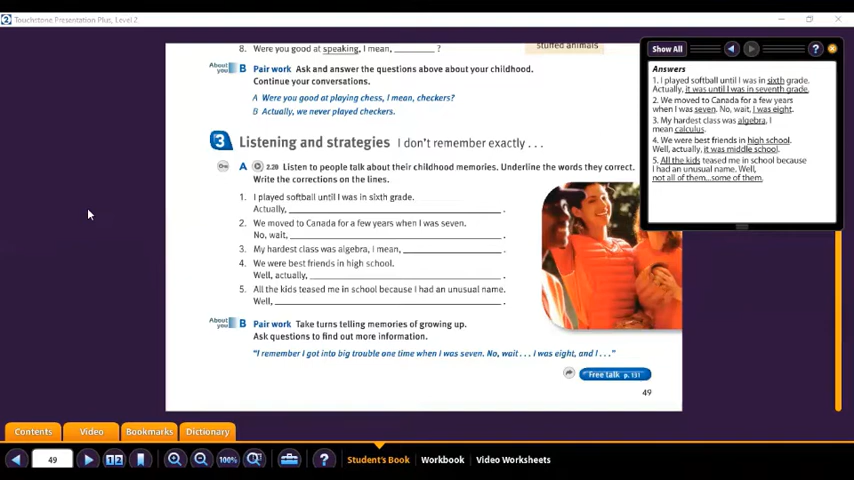 Touchstone Presentation Plus, Level 2
8. Were you good at speaking, I mean, ________ ?
stuffed animals
About you B Pair work Ask and answer the questions above about your childhood.
Continue your conversations.
A Were you good at playing chess, I mean, checkers?
B Actually, we never played checkers.
3 Listening and strategies I don't remember exactly . . .
A 2.20 Listen to people talk about their childhood memories. Underline the words they correct.
Write the corrections on the lines.
1. I played softball until I was in sixth grade.
Actually, ________ .
2. We moved to Canada for a few years when I was seven.
No, wait, ________ .
3. My hardest class was algebra, I mean, ________ .
4. We were best friends in high school.
Well, actually, ________ .
5. All the kids teased me in school because I had an unusual name.
Well, ________ .
About you B Pair work Take turns telling memories of growing up.
Ask questions to find out more information.
"I remember I got into big trouble one time when I was seven. No, wait . . . I was eight, and I . . ."
Free talk p. 131
49
Show All
?
Answers
1. I played softball until I was in sixth grade.
Actually, it was until I was in seventh grade.
2. We moved to Canada for a few years
when I was seven. No, wait, I was eight.
3. My hardest class was algebra, I
mean calculus.
4. We were best friends in high school.
Well, actually, it was middle school.
5. All the kids teased me in school because
I had an unusual name. Well,
not all of them...some of them.
Contents Video Bookmarks Dictionary
49 1 2 100% ? Student's Book Workbook Video Worksheets